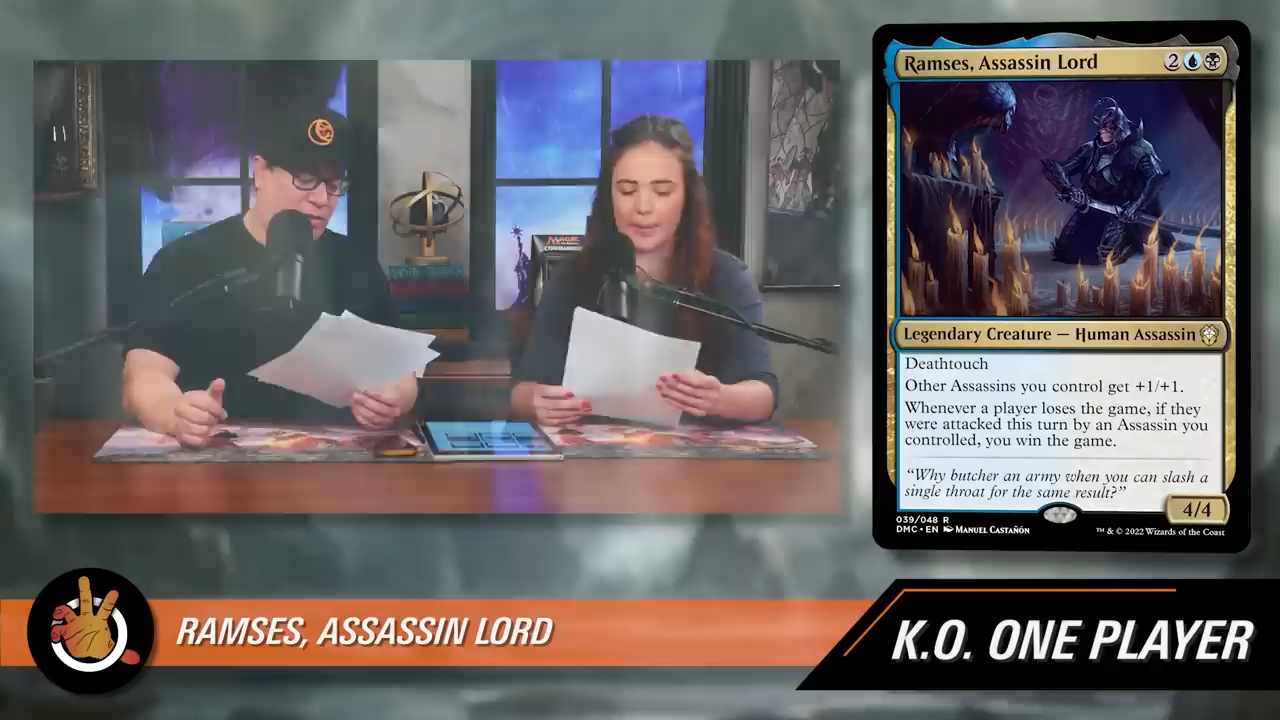 Ramses, Assassin Lord 2
Legendary Creature — Human Assassin
Deathtouch
Other Assassins you control get +1/+1.
Whenever a player loses the game, if they
were attacked this turn by an Assassin you
controlled, you win the game.
“Why butcher an army when you can slash a
single throat for the same result?”
4/4
039/048 R
DMC • EN Manuel Castañón
™ & © 2022 Wizards of the Coast
MAGIC
COMMAND
RAMSES, ASSASSIN LORD
K.O. ONE PLAYER